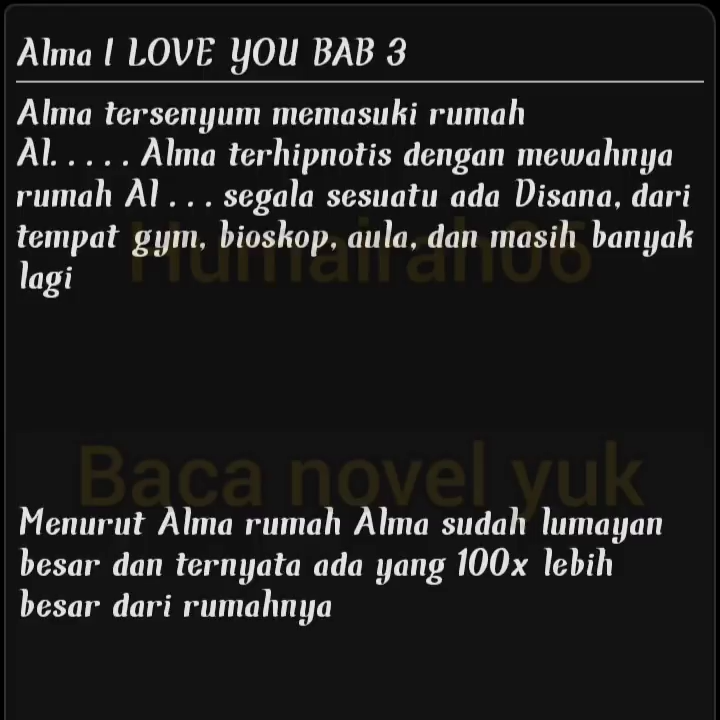 Alma I LOVE YOU BAB 3
Alma tersenyum memasuki rumah
Al. . . . . Alma terhipnotis dengan mewahnya
rumah Al . . . segala sesuatu ada Disana, dari
tempat gym, bioskop, aula, dan masih banyak
Humairah06
lagi
Baca novel yuk
Menurut Alma rumah Alma sudah lumayan
besar dan ternyata ada yang 100x lebih
besar dari rumahnya